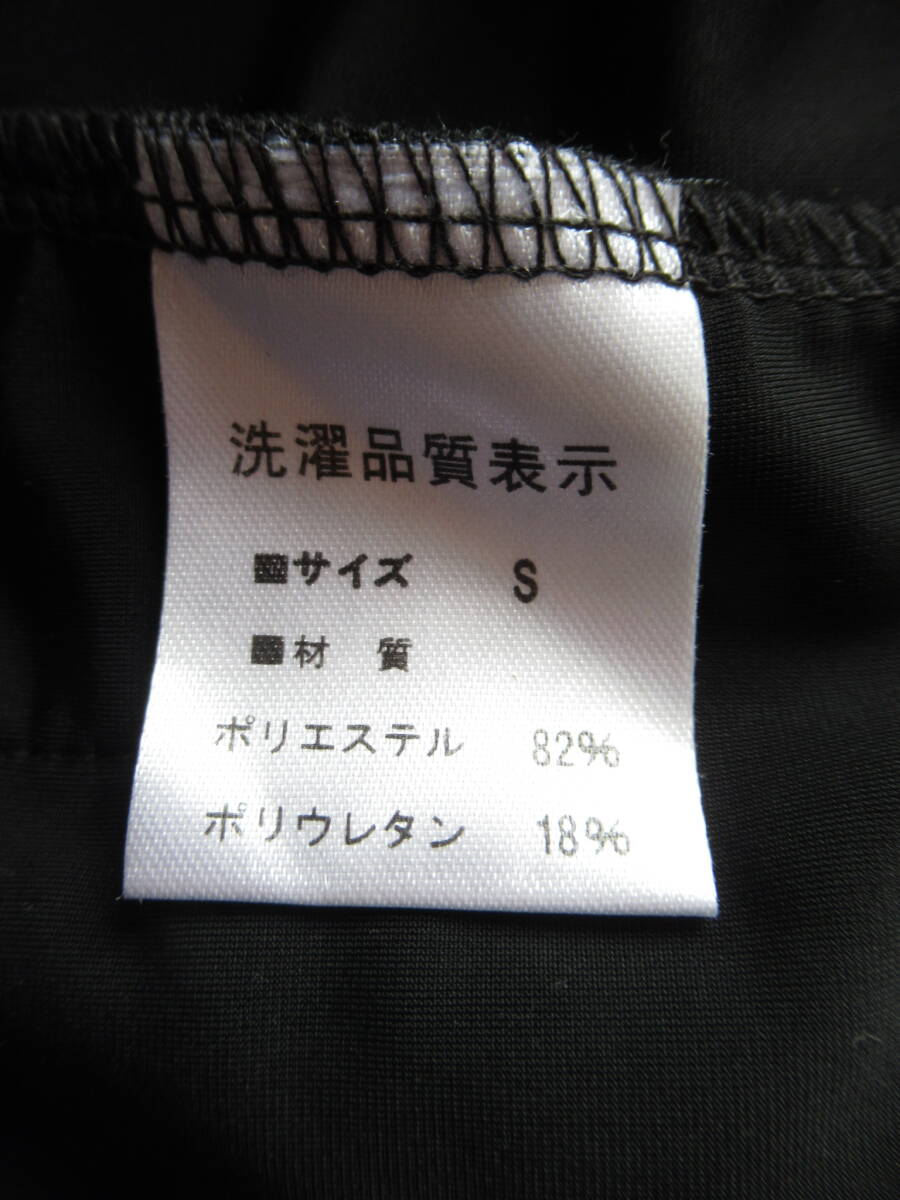 洗濯品質表示
■サイズ S
■材 質
ポリエステル 82%
ポリウレタン 18%